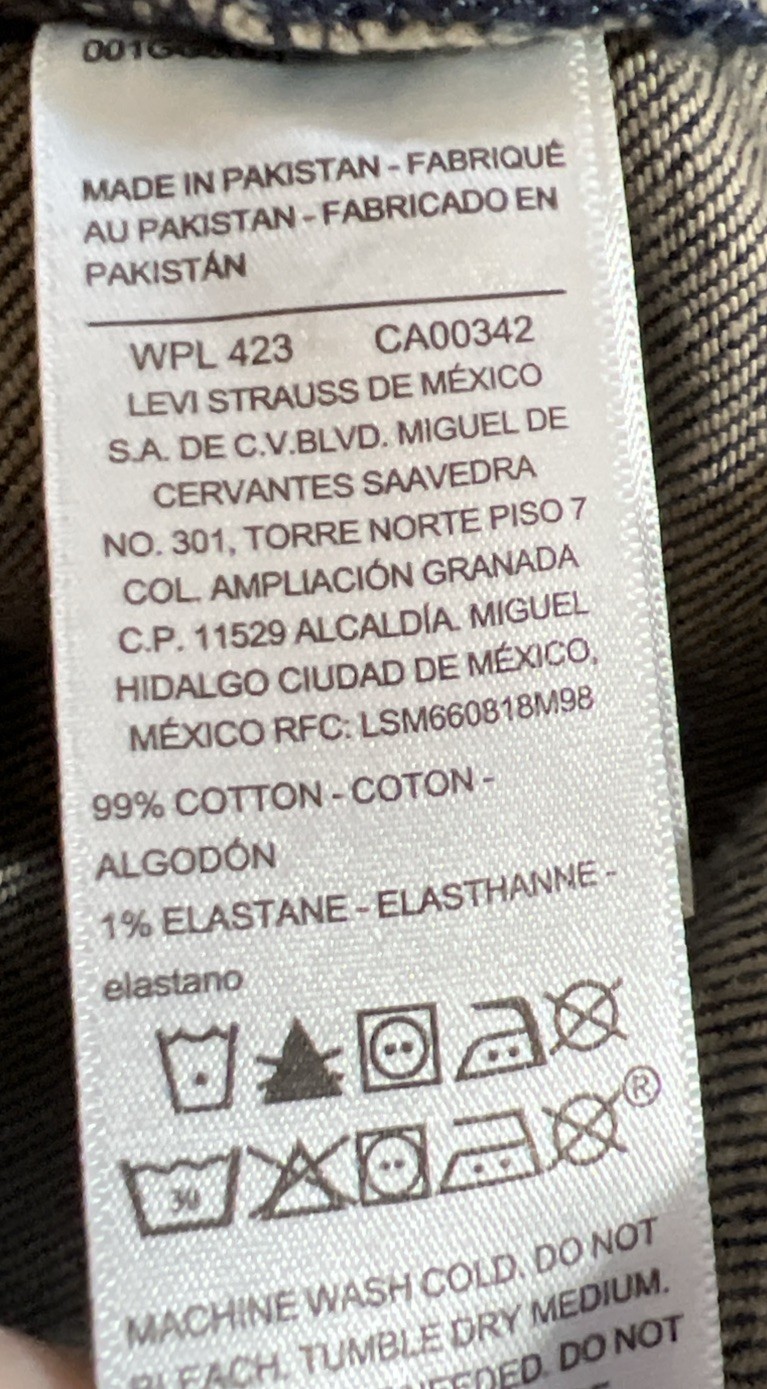 MADE IN PAKISTAN - FABRIQUÉ
AU PAKISTAN - FABRICADO EN
PAKISTÁN
WPL 423 CA00342
LEVI STRAUSS DE MÉXICO
S.A. DE C.V.BLVD. MIGUEL DE
CERVANTES SAAVEDRA
NO. 301, TORRE NORTE PISO 7
COL. AMPLIACIÓN GRANADA
C.P. 11529 ALCALDÍA. MIGUEL
HIDALGO CIUDAD DE MÉXICO,
MÉXICO RFC: LSM660818M98
99% COTTON - COTON -
ALGODÓN
1% ELASTANE - ELASTHANNE -
elastano
®
30
MACHINE WASH COLD. DO NOT
BLEACH. TUMBLE DRY MEDIUM.
DO NOT